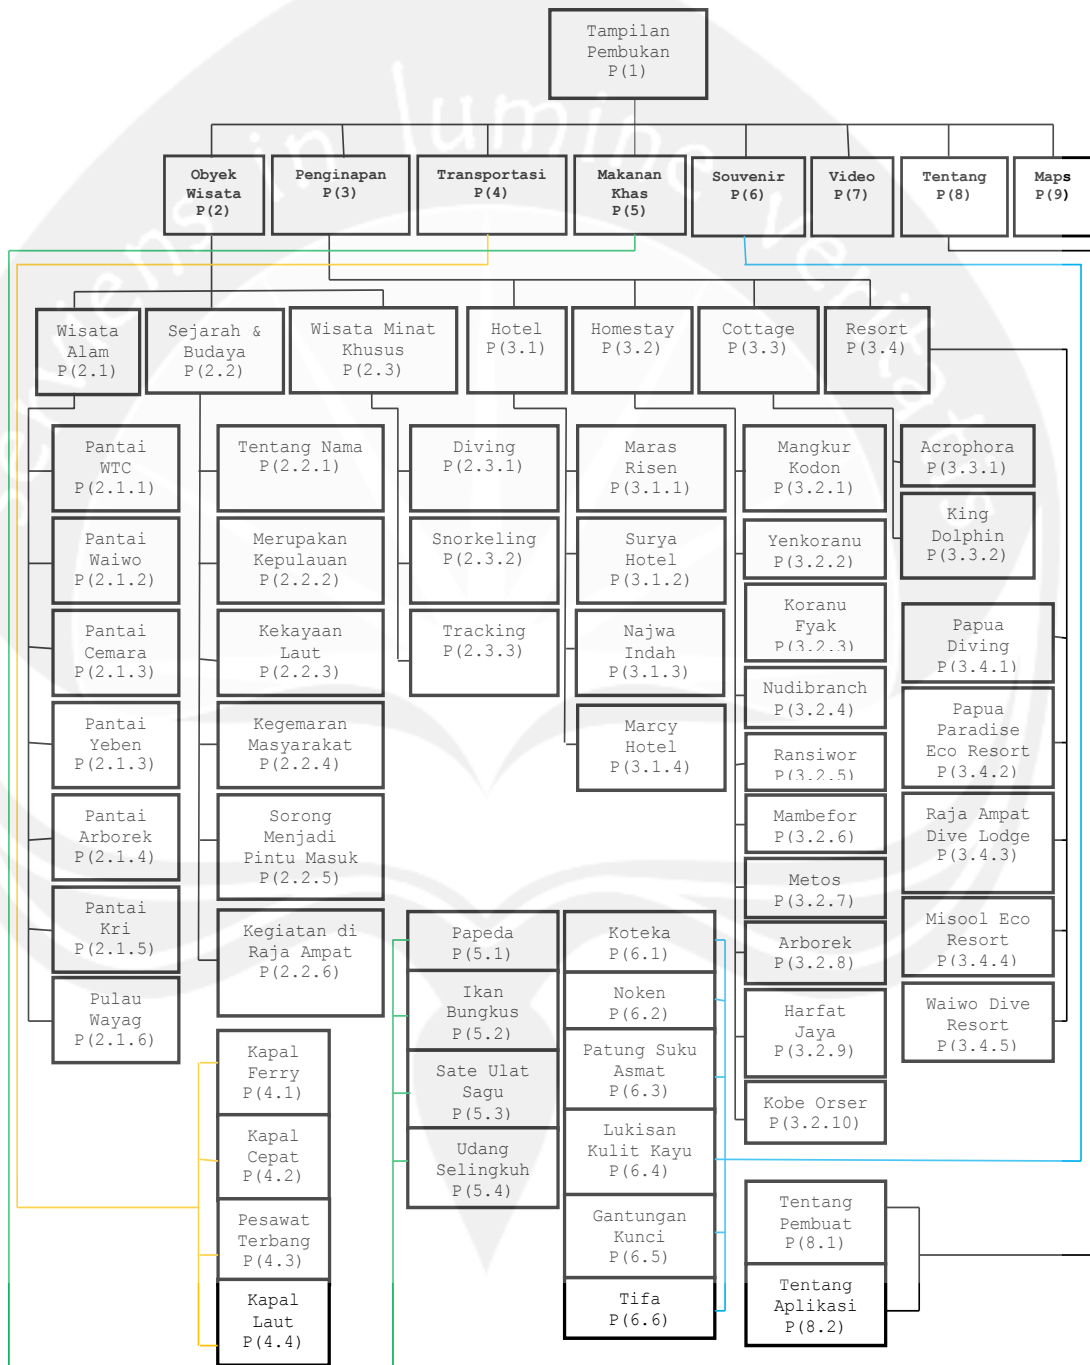 Tampilan
Pembukan
P(1)
Obyek
Wisata
P(2)
Penginapan
P(3)
Transportasi
P(4)
Makanan
Khas
P(5)
Souvenir
P(6)
Video
P(7)
Tentang
P(8)
Maps
P(9)
Wisata
Alam
P(2.1)
Sejarah &
Budaya
P(2.2)
Wisata Minat
Khusus
P(2.3)
Hotel
P(3.1)
Homestay
P(3.2)
Cottage
P(3.3)
Resort
P(3.4)
Pantai
WTC
P(2.1.1)
Pantai
Waiwo
P(2.1.2)
Pantai
Cemara
P(2.1.3)
Pantai
Yeben
P(2.1.3)
Pantai
Arborek
P(2.1.4)
Pantai
Kri
P(2.1.5)
Pulau
Wayag
P(2.1.6)
Tentang Nama
P(2.2.1)
Merupakan
Kepulauan
P(2.2.2)
Kekayaan
Laut
P(2.2.3)
Kegemaran
Masyarakat
P(2.2.4)
Sorong
Menjadi
Pintu Masuk
P(2.2.5)
Kegiatan di
Raja Ampat
P(2.2.6)
Diving
P(2.3.1)
Snorkeling
P(2.3.2)
Tracking
P(2.3.3)
Maras
Risen
P(3.1.1)
Surya
Hotel
P(3.1.2)
Najwa
Indah
P(3.1.3)
Marcy
Hotel
P(3.1.4)
Mangkur
Kodon
P(3.2.1)
Yenkoranu
P(3.2.2)
Koranu
Fyak
P(3.2.3)
Nudibranch
P(3.2.4)
Ransiwor
P(3.2.5)
Mambefor
P(3.2.6)
Metos
P(3.2.7)
Arborek
P(3.2.8)
Harfat
Jaya
P(3.2.9)
Kobe Orser
P(3.2.10)
Acrophora
P(3.3.1)
King
Dolphin
P(3.3.2)
Papua
Diving
P(3.4.1)
Papua
Paradise
Eco Resort
P(3.4.2)
Raja Ampat
Dive Lodge
P(3.4.3)
Misool Eco
Resort
P(3.4.4)
Waiwo Dive
Resort
P(3.4.5)
Kapal
Ferry
P(4.1)
Kapal
Cepat
P(4.2)
Pesawat
Terbang
P(4.3)
Kapal
Laut
P(4.4)
Papeda
P(5.1)
Ikan
Bungkus
P(5.2)
Sate Ulat
Sagu
P(5.3)
Udang
Selingkuh
P(5.4)
Koteka
P(6.1)
Noken
P(6.2)
Patung Suku
Asmat
P(6.3)
Lukisan
Kulit Kayu
P(6.4)
Gantungan
Kunci
P(6.5)
Tifa
P(6.6)
Tentang
Pembuat
P(8.1)
Tentang
Aplikasi
P(8.2)
in lumine veritatis